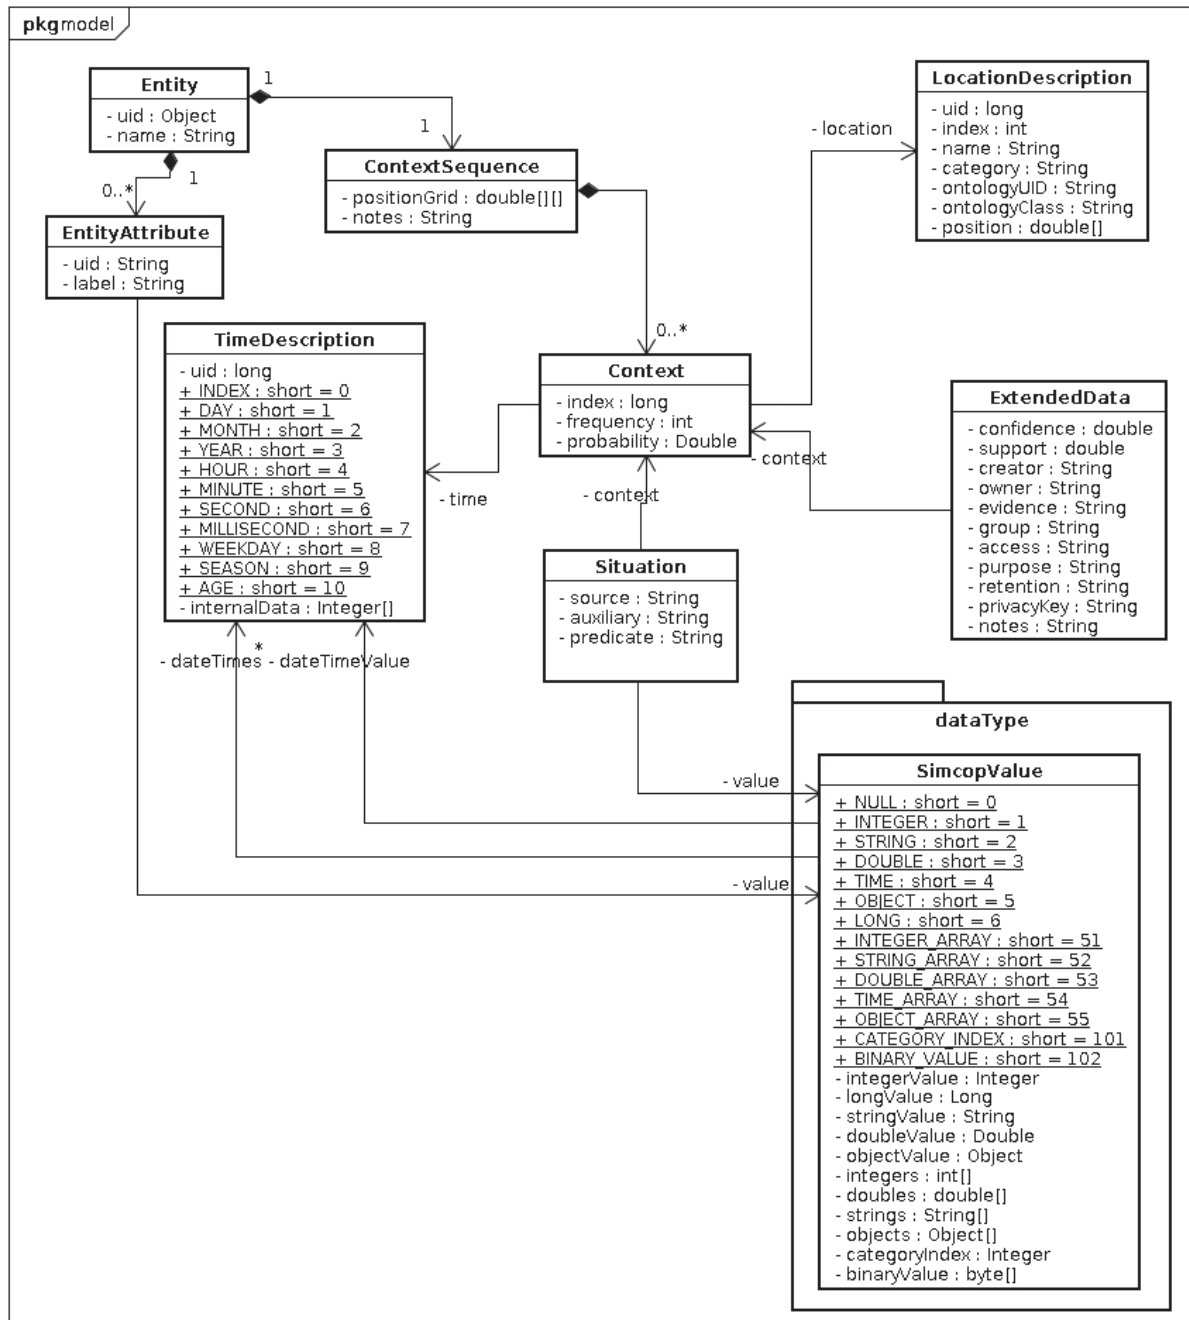 pkg model
Entity
- uid : Object
- name : String
1
1
ContextSequence
- positionGrid : double[][]
- notes : String
1
0..*
EntityAttribute
- uid : String
- label : String
LocationDescription
- uid : long
- index : int
- name : String
- category : String
- ontologyUID : String
- ontologyClass : String
- position : double[]
- location
TimeDescription
- uid : long
+ INDEX : short = 0
+ DAY : short = 1
+ MONTH : short = 2
+ YEAR : short = 3
+ HOUR : short = 4
+ MINUTE : short = 5
+ SECOND : short = 6
+ MILLISECOND : short = 7
+ WEEKDAY : short = 8
+ SEASON : short = 9
+ AGE : short = 10
- internalData : Integer[]
0..*
Context
- index : long
- frequency : int
- probability : Double
- time
- context
- context
ExtendedData
- confidence : double
- support : double
- creator : String
- owner : String
- evidence : String
- group : String
- access : String
- purpose : String
- retention : String
- privacyKey : String
- notes : String
Situation
- source : String
- auxiliary : String
- predicate : String
*
- dateTimes
- dateTimeValue
- value
- value
dataType
SimcopValue
+ NULL : short = 0
+ INTEGER : short = 1
+ STRING : short = 2
+ DOUBLE : short = 3
+ TIME : short = 4
+ OBJECT : short = 5
+ LONG : short = 6
+ INTEGER_ARRAY : short = 51
+ STRING_ARRAY : short = 52
+ DOUBLE_ARRAY : short = 53
+ TIME_ARRAY : short = 54
+ OBJECT_ARRAY : short = 55
+ CATEGORY_INDEX : short = 101
+ BINARY_VALUE : short = 102
- integerValue : Integer
- longValue : Long
- stringValue : String
- doubleValue : Double
- objectValue : Object
- integers : int[]
- doubles : double[]
- strings : String[]
- objects : Object[]
- categoryIndex : Integer
- binaryValue : byte[]